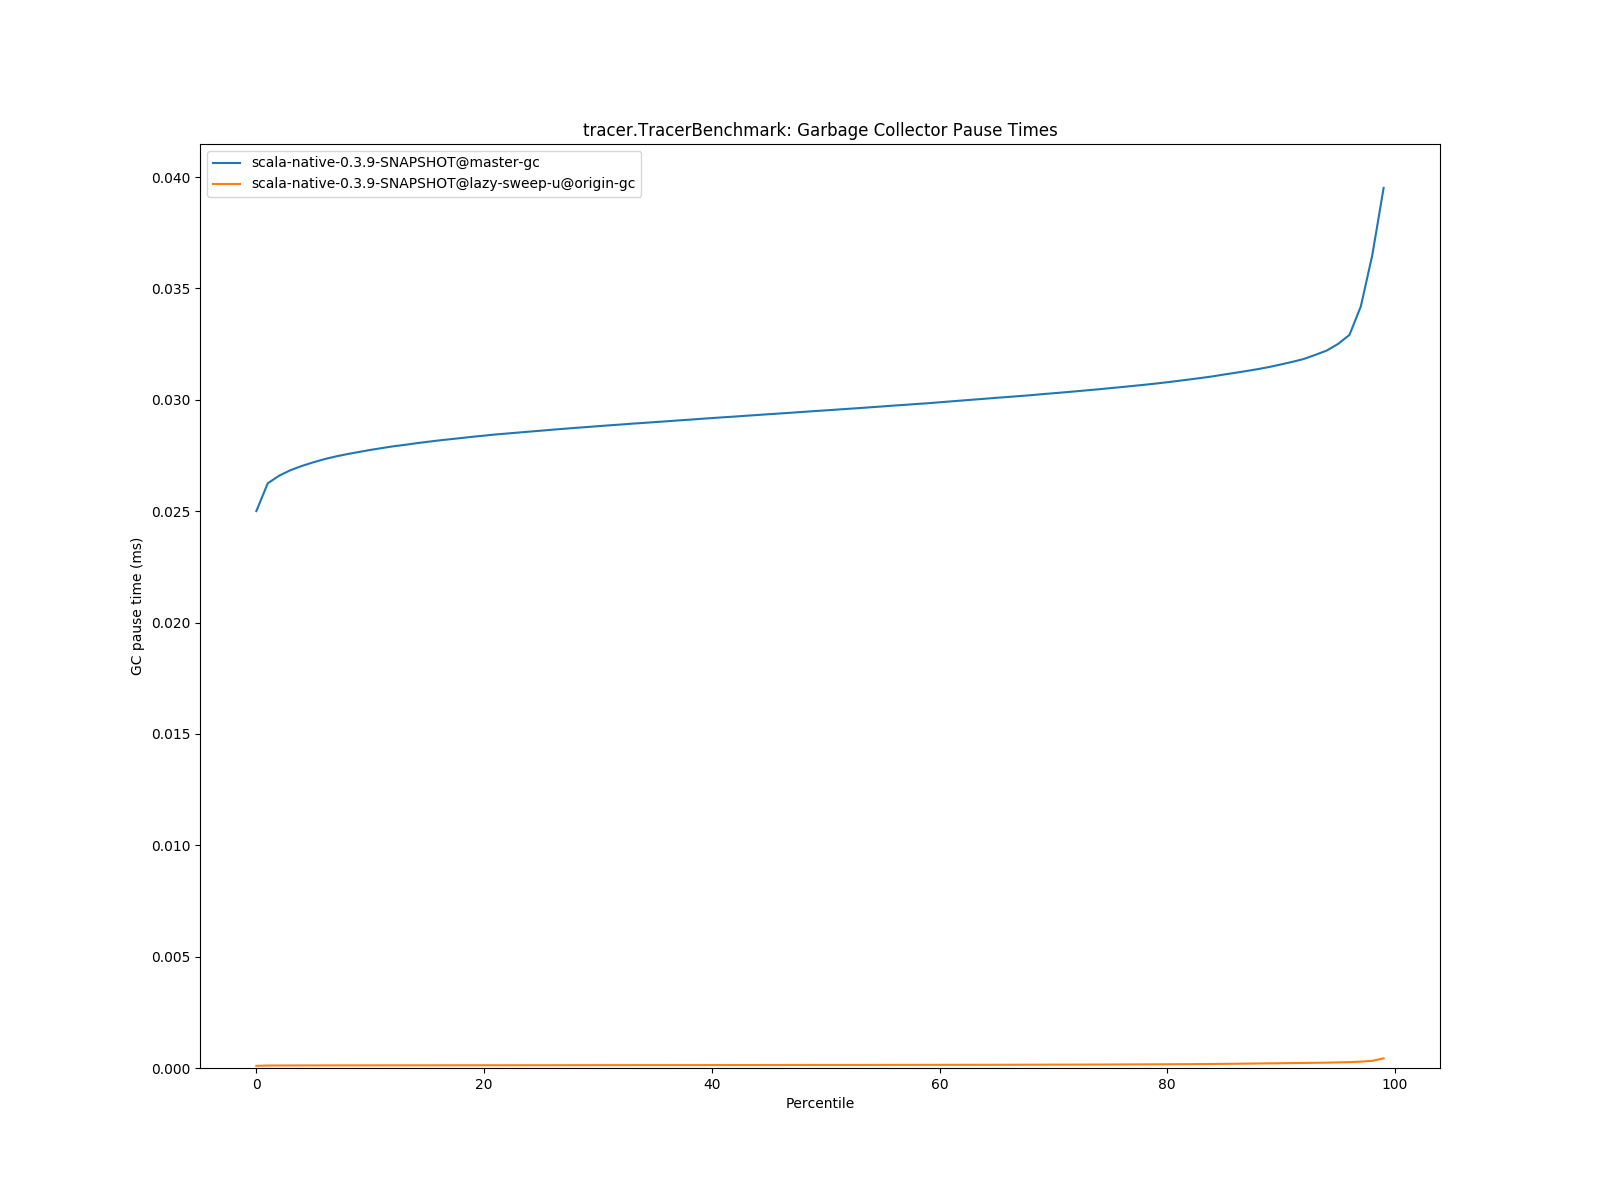 tracer.TracerBenchmark: Garbage Collector Pause Times
scala-native-0.3.9-SNAPSHOT@master-gc
scala-native-0.3.9-SNAPSHOT@lazy-sweep-u@origin-gc
0.040
0.035
0.030
0.025
0.020
0.015
0.010
0.005
0.000
GC pause time (ms)
0 20 40 60 80 100
Percentile